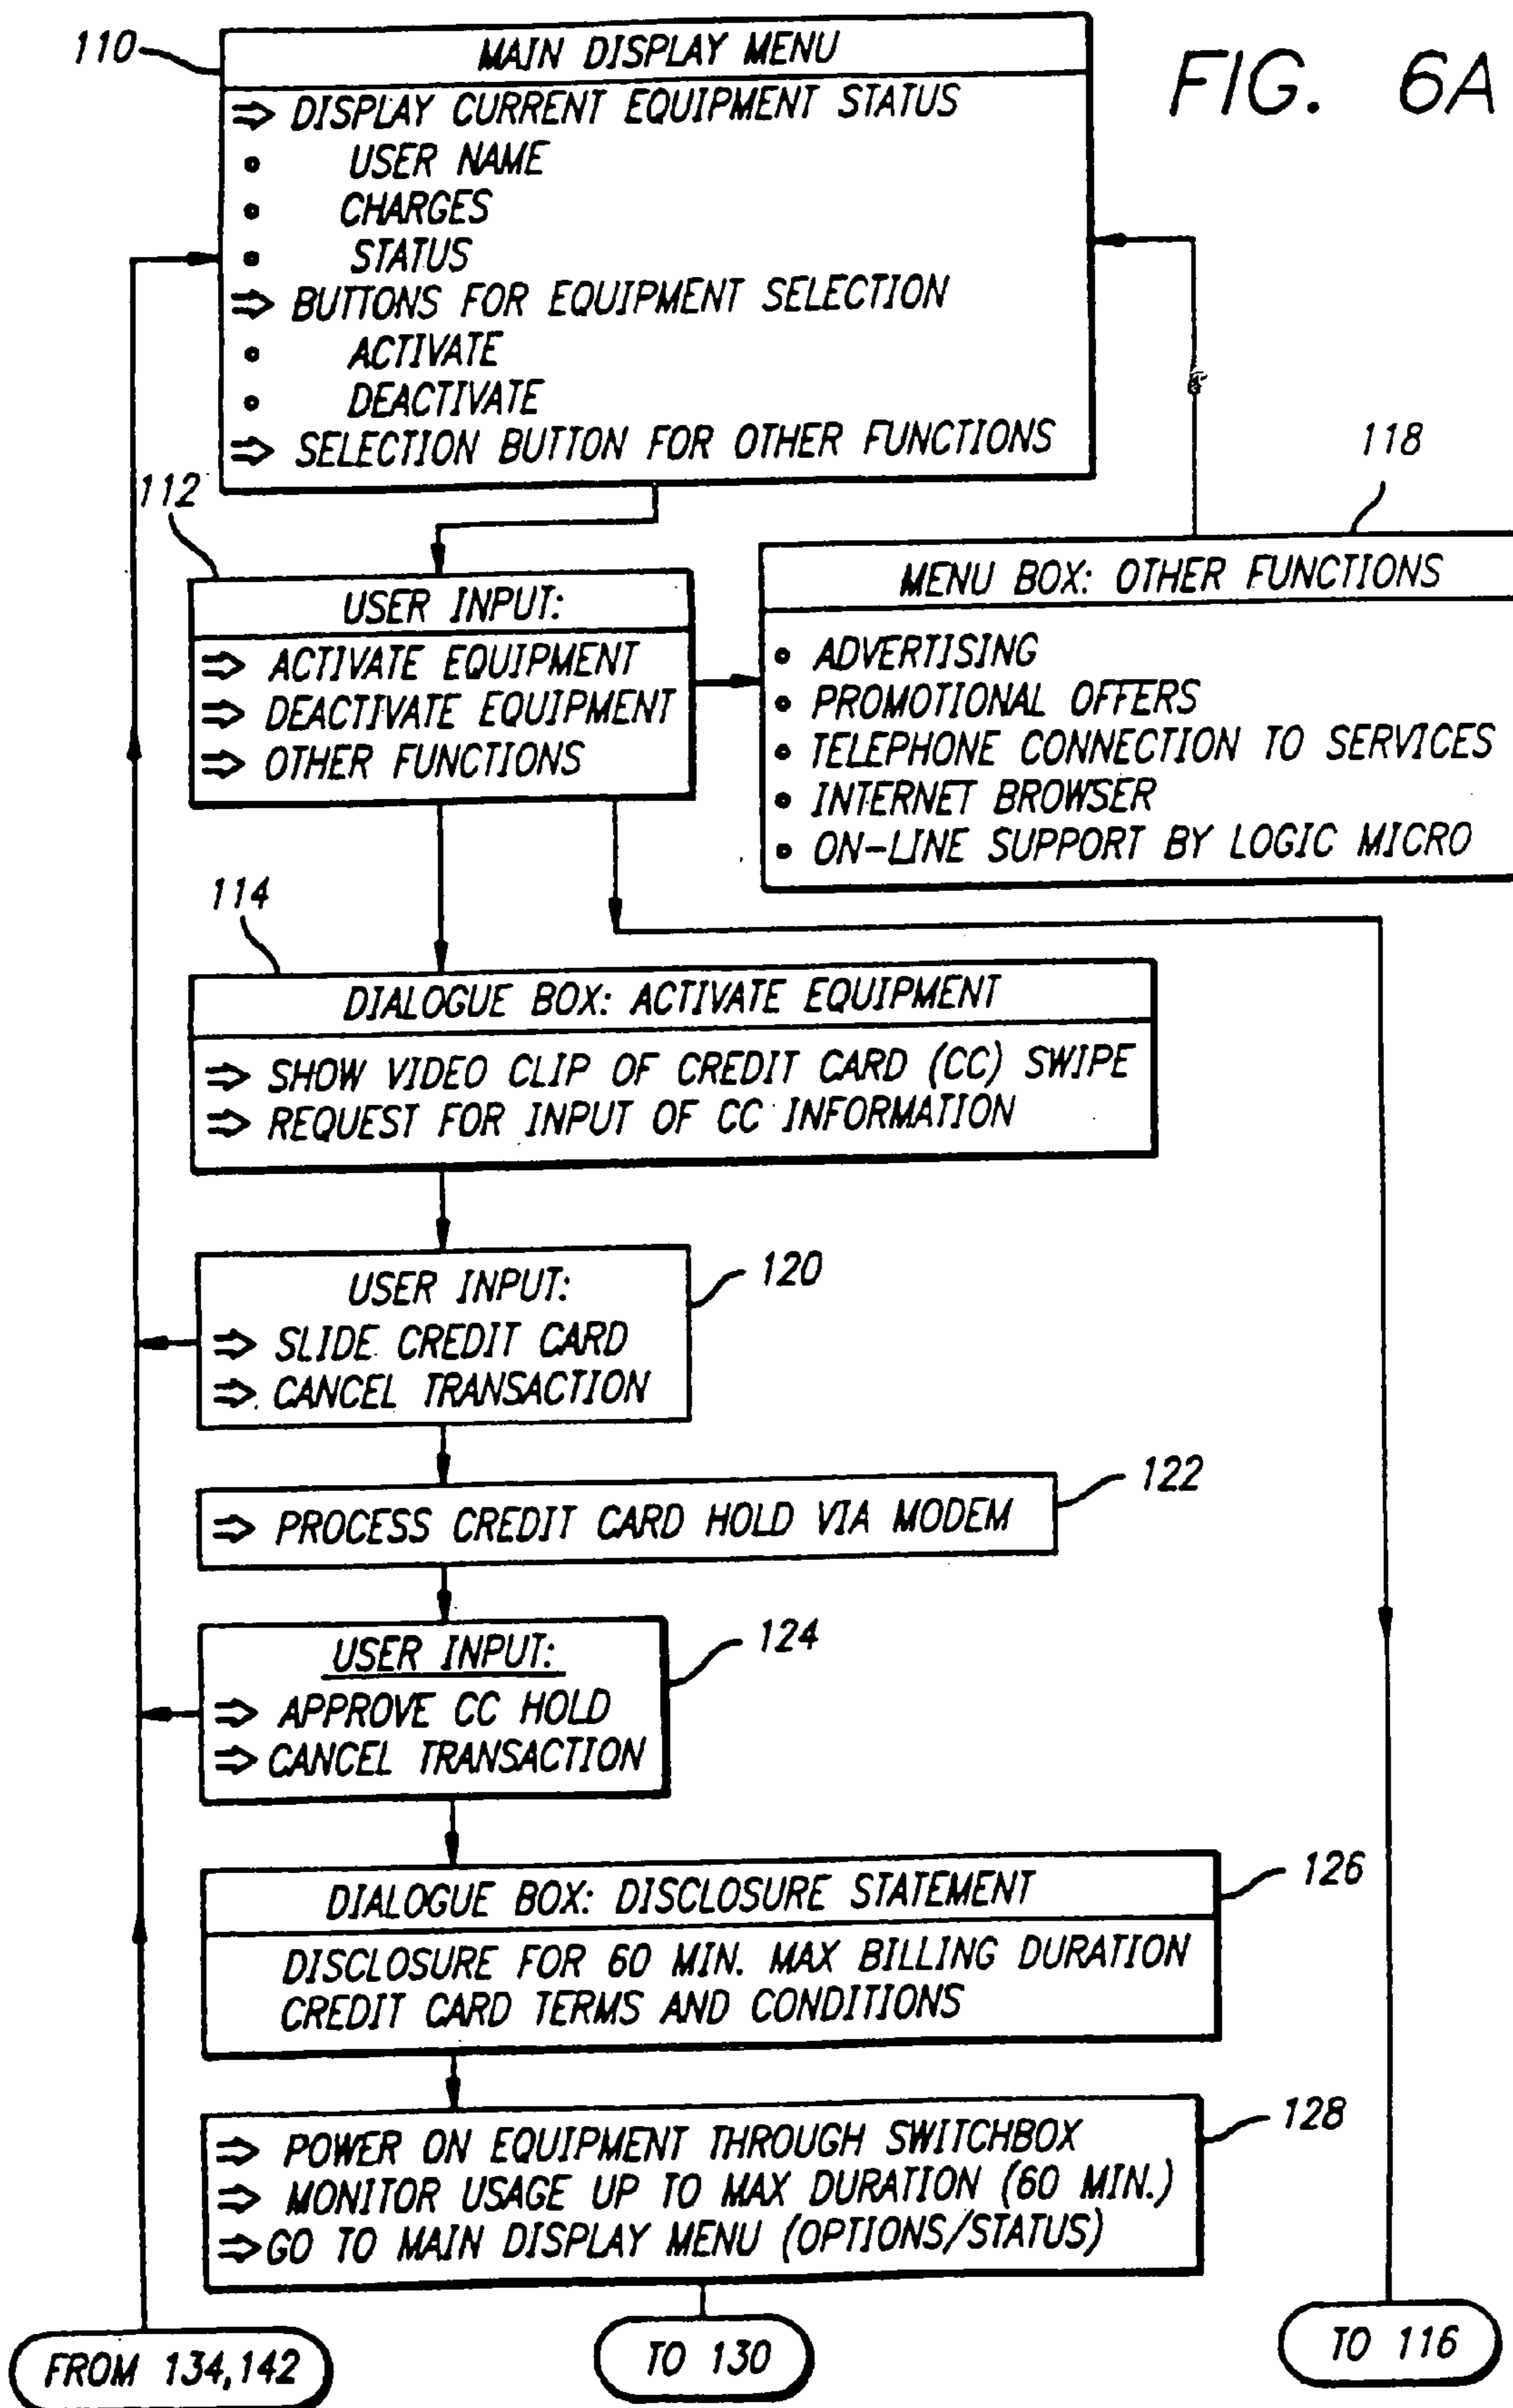 FIG. 6A
110
MAIN DISPLAY MENU
⇒ DISPLAY CURRENT EQUIPMENT STATUS
• USER NAME
• CHARGES
• STATUS
⇒ BUTTONS FOR EQUIPMENT SELECTION
• ACTIVATE
• DEACTIVATE
⇒ SELECTION BUTTON FOR OTHER FUNCTIONS
112
USER INPUT:
⇒ ACTIVATE EQUIPMENT
⇒ DEACTIVATE EQUIPMENT
⇒ OTHER FUNCTIONS
118
MENU BOX: OTHER FUNCTIONS
• ADVERTISING
• PROMOTIONAL OFFERS
• TELEPHONE CONNECTION TO SERVICES
• INTERNET BROWSER
• ON-LINE SUPPORT BY LOGIC MICRO
114
DIALOGUE BOX: ACTIVATE EQUIPMENT
⇒ SHOW VIDEO CLIP OF CREDIT CARD (CC) SWIPE
⇒ REQUEST FOR INPUT OF CC INFORMATION
120
USER INPUT:
⇒ SLIDE CREDIT CARD
⇒ CANCEL TRANSACTION
122
⇒ PROCESS CREDIT CARD HOLD VIA MODEM
124
USER INPUT:
⇒ APPROVE CC HOLD
⇒ CANCEL TRANSACTION
126
DIALOGUE BOX: DISCLOSURE STATEMENT
DISCLOSURE FOR 60 MIN. MAX BILLING DURATION
CREDIT CARD TERMS AND CONDITIONS
128
⇒ POWER ON EQUIPMENT THROUGH SWITCHBOX
⇒ MONITOR USAGE UP TO MAX DURATION (60 MIN.)
⇒ GO TO MAIN DISPLAY MENU (OPTIONS/STATUS)
FROM 134,142
TO 130
TO 116